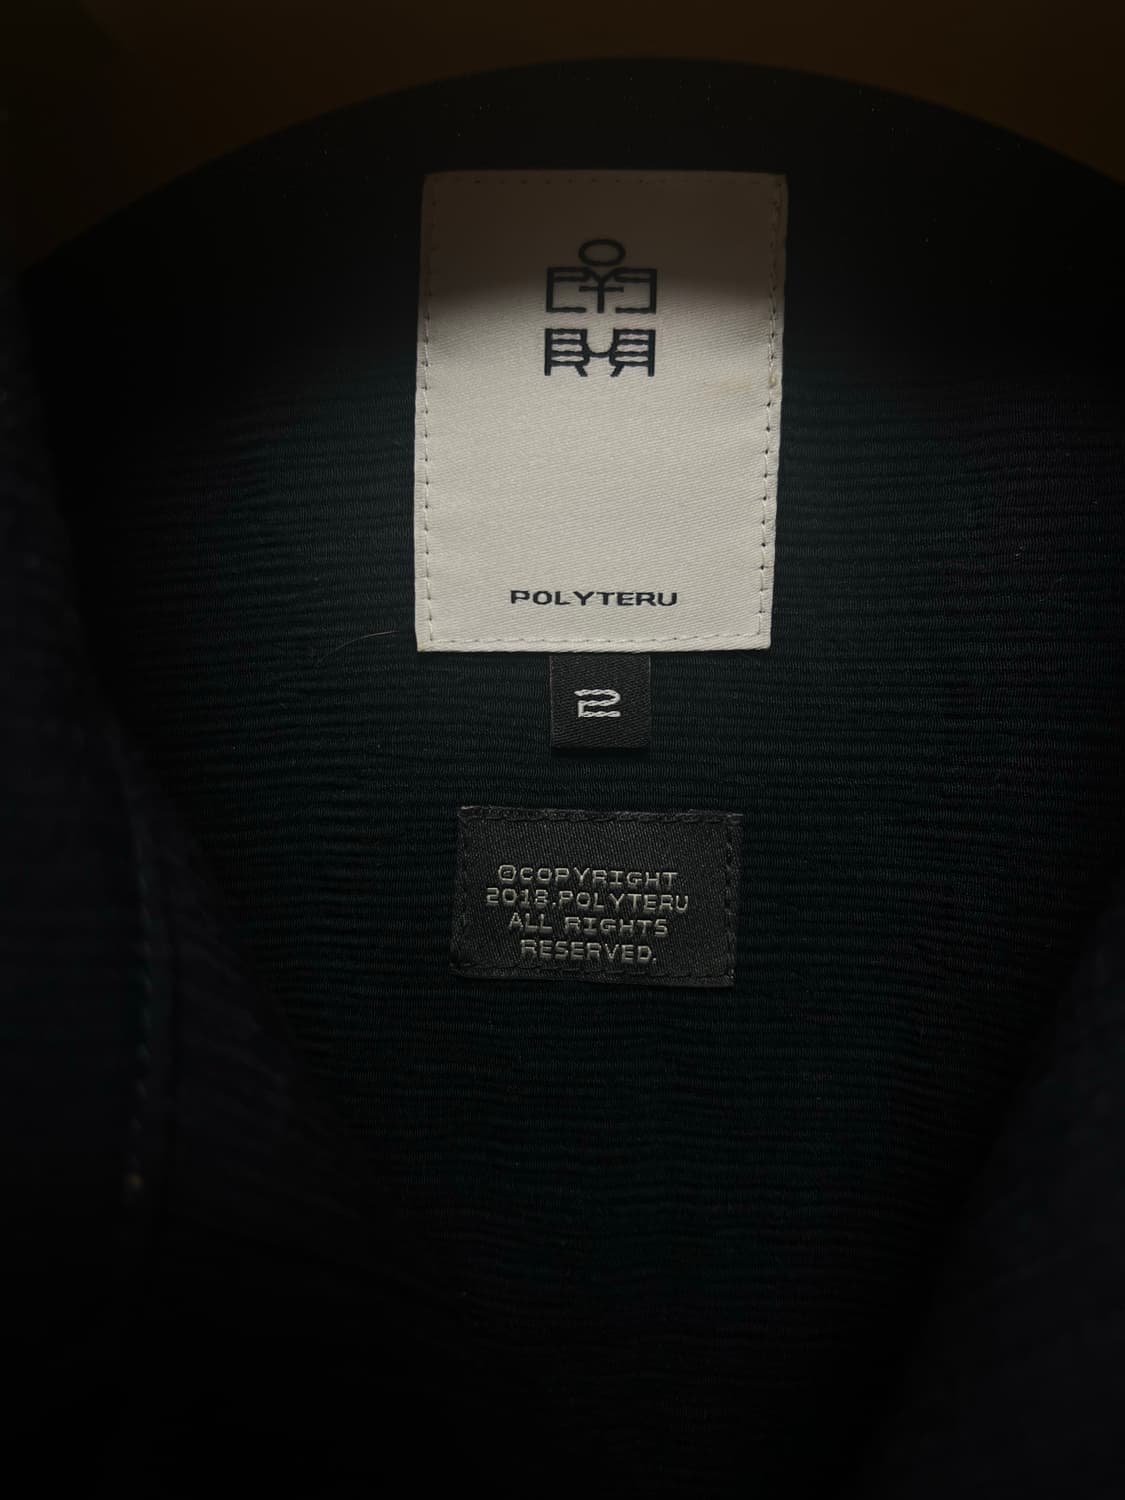 POLYTERU
2
©COPYRIGHT
2018.POLYTERU
ALL RIGHTS
RESERVED.